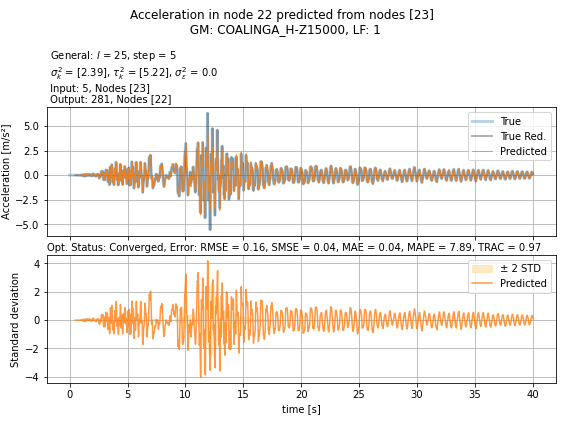 Acceleration in node 22 predicted from nodes [23]
GM: COALINGA_H-Z15000, LF: 1
General: l = 25, step = 5
σ²ₖ = [2.39], τ²ₖ = [5.22], σ²ε = 0.0
Input: 5, Nodes [23]
Output: 281, Nodes [22]
Acceleration [m/s²]
5.0
2.5
0.0
−2.5
−5.0
True
True Red.
Predicted
Opt. Status: Converged, Error: RMSE = 0.16, SMSE = 0.04, MAE = 0.04, MAPE = 7.89, TRAC = 0.97
Standard deviation
4
2
0
−2
−4
± 2 STD
Predicted
0 5 10 15 20 25 30 35 40
time [s]